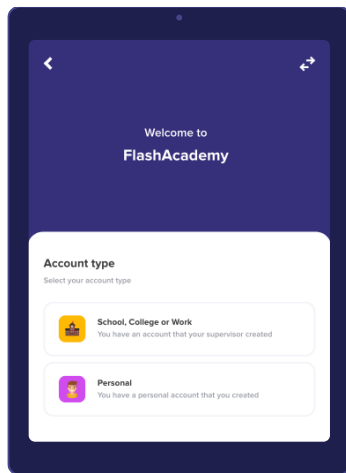 Welcome to
FlashAcademy
Account type
Select your account type
School, College or Work
You have an account that your supervisor created
Personal
You have a personal account that you created